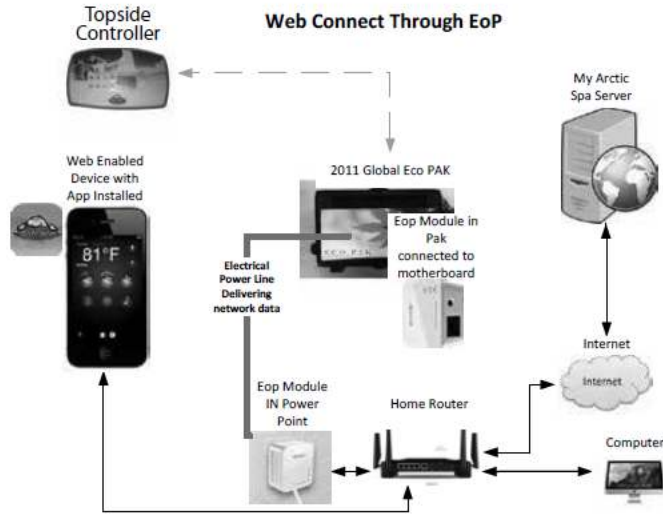 Topside
Controller
Web Connect Through EoP
My Arctic
Spa Server
Web Enabled
Device with
App Installed
2011 Global Eco PAK
81°F
Eop Module in
Pak
connected to
motherboard
ECO PAK
Electrical
Power Line
Delivering
network data
Internet
Internet
Eop Module
IN Power
Point
Home Router
Computer